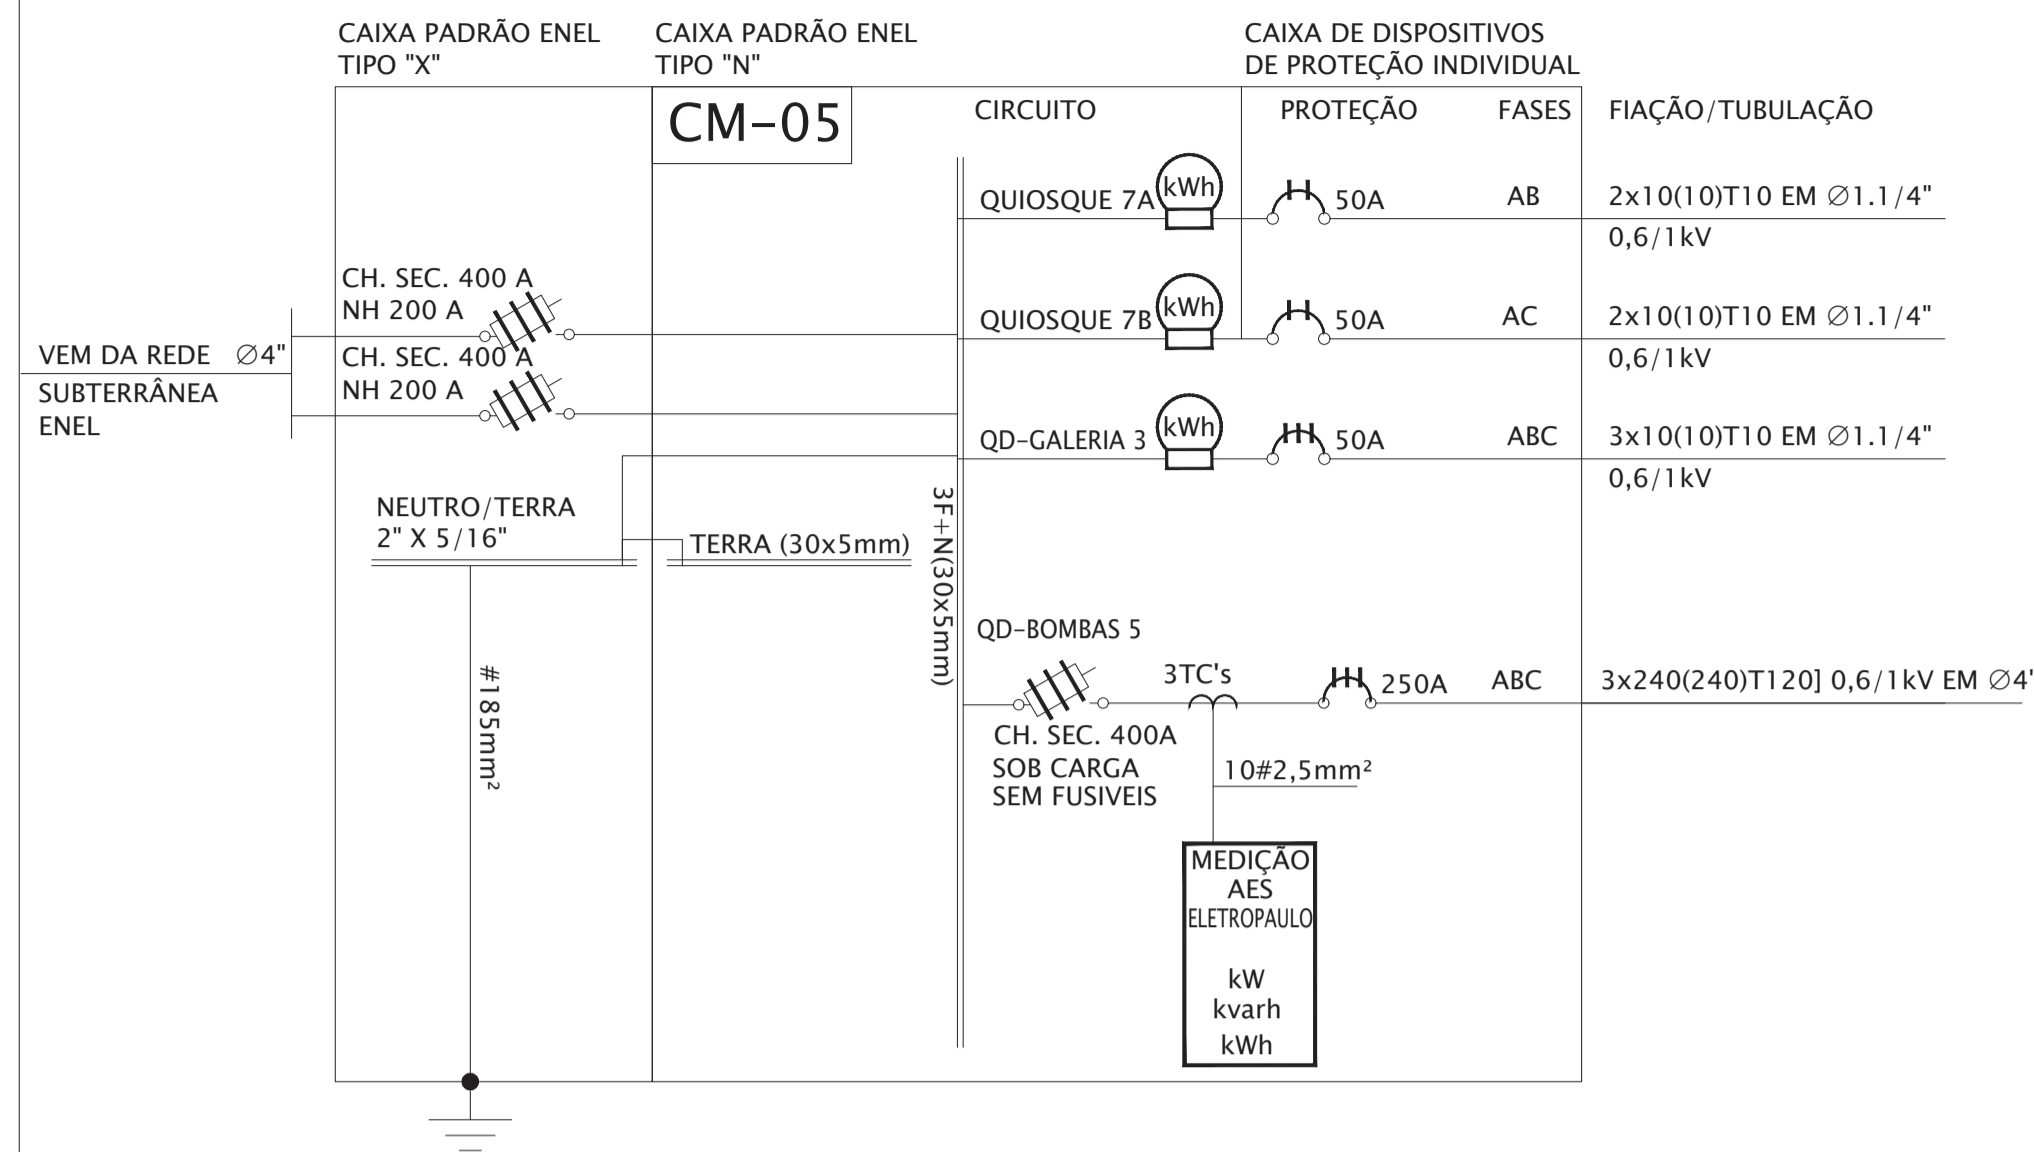 CAIXA PADRÃO ENEL
TIPO "X"
CAIXA PADRÃO ENEL
TIPO "N"
CAIXA DE DISPOSITIVOS
DE PROTEÇÃO INDIVIDUAL
CM-05
CIRCUITO
PROTEÇÃO
FASES
FIAÇÃO/TUBULAÇÃO
QUIOSQUE 7A
kWh
50A
AB
2x10(10)T10 EM ∅1.1/4"
0,6/1kV
CH. SEC. 400 A
NH 200 A
QUIOSQUE 7B
kWh
50A
AC
2x10(10)T10 EM ∅1.1/4"
0,6/1kV
VEM DA REDE ∅4"
SUBTERRÂNEA
ENEL
CH. SEC. 400 A
NH 200 A
QD-GALERIA 3
kWh
50A
ABC
3x10(10)T10 EM ∅1.1/4"
0,6/1kV
NEUTRO/TERRA
2" X 5/16"
TERRA (30x5mm)
3F+N(30x5mm)
#185mm²
QD-BOMBAS 5
3TC's
250A
ABC
3x240(240)T120] 0,6/1kV EM ∅4'
CH. SEC. 400A
SOB CARGA
SEM FUSIVEIS
10#2,5mm²
MEDIÇÃO
AES
ELETROPAULO
kW
kvarh
kWh